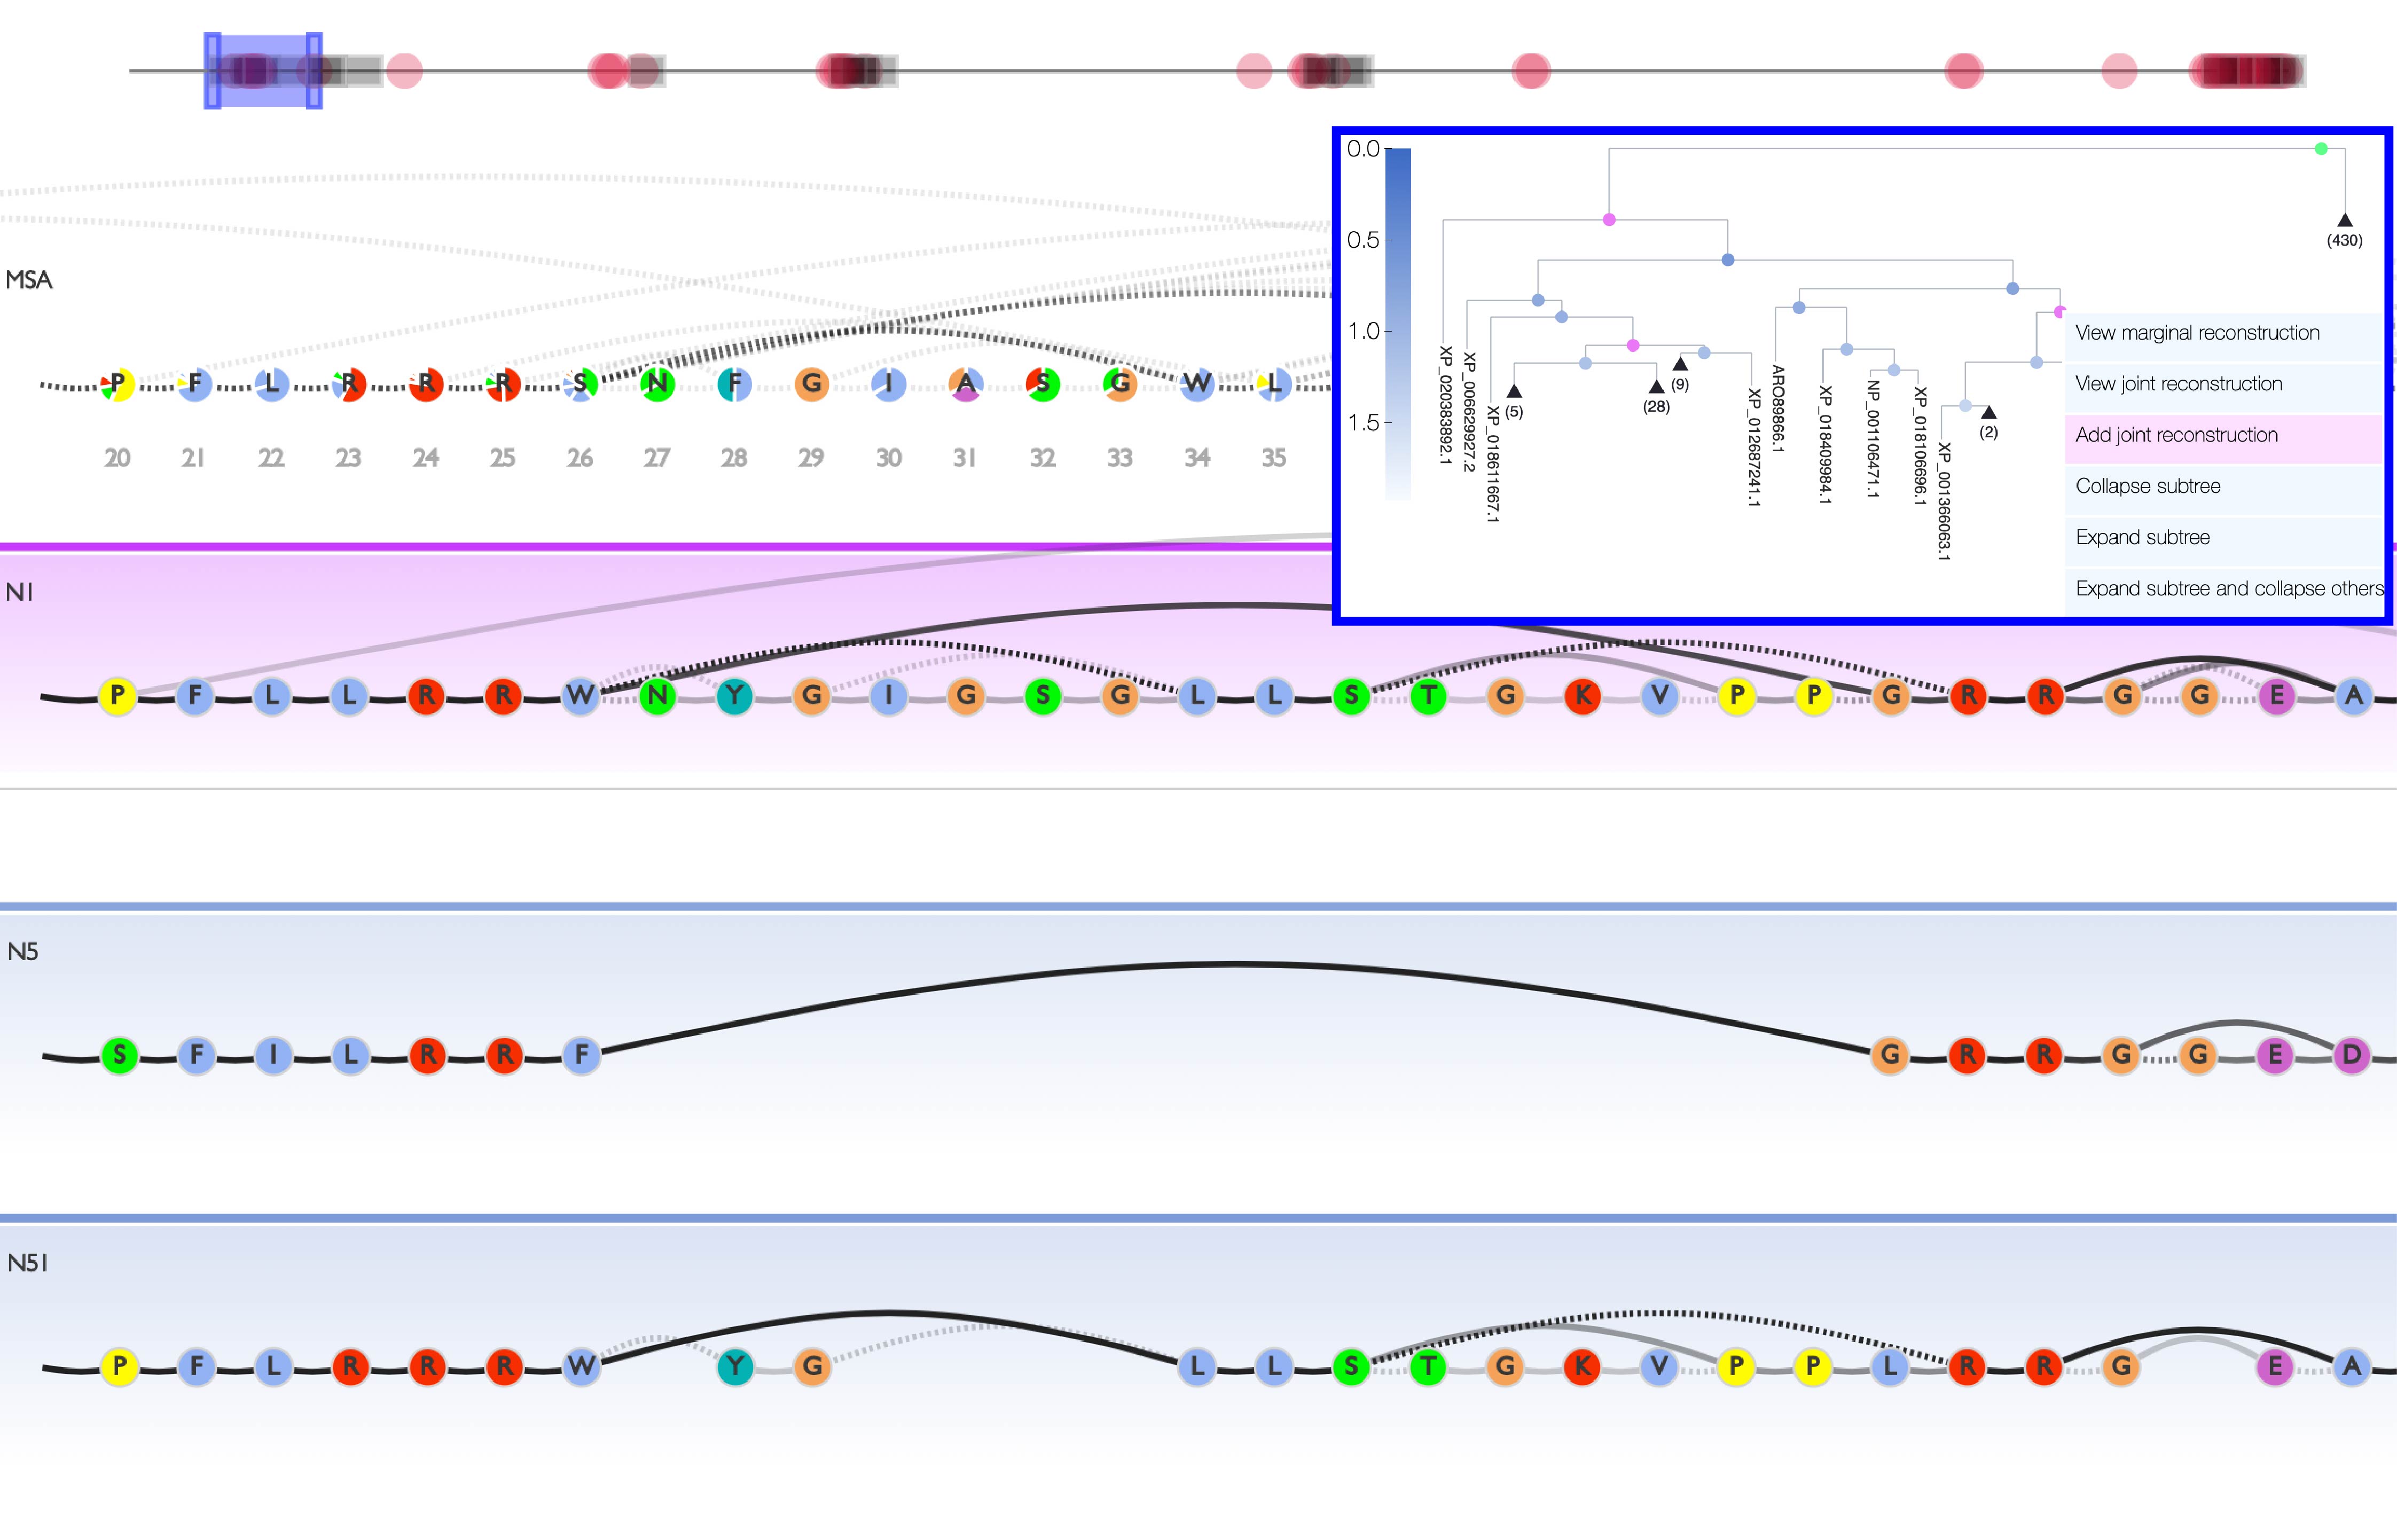 0.0
0.5
1.0
1.5
(430)
(5)
(28)
(9)
(2)
XP_020383892.1
XP_006629927.2
XP_018611667.1
XP_012687241.1
ARO89866.1
XP_018409984.1
NP_001106471.1
XP_018106696.1
XP_001366063.1
View marginal reconstruction
View joint reconstruction
Add joint reconstruction
Collapse subtree
Expand subtree
Expand subtree and collapse others
MSA
P F L R R R S N F G I A S G W L
20 21 22 23 24 25 26 27 28 29 30 31 32 33 34 35
N1
P F L L R R W N Y G I G S G L L S T G K V P P G R R G G E A
N5
S F I L R R F G R R G G E D
N51
P F L R R R W Y G L L S T G K V P P L R R G E A